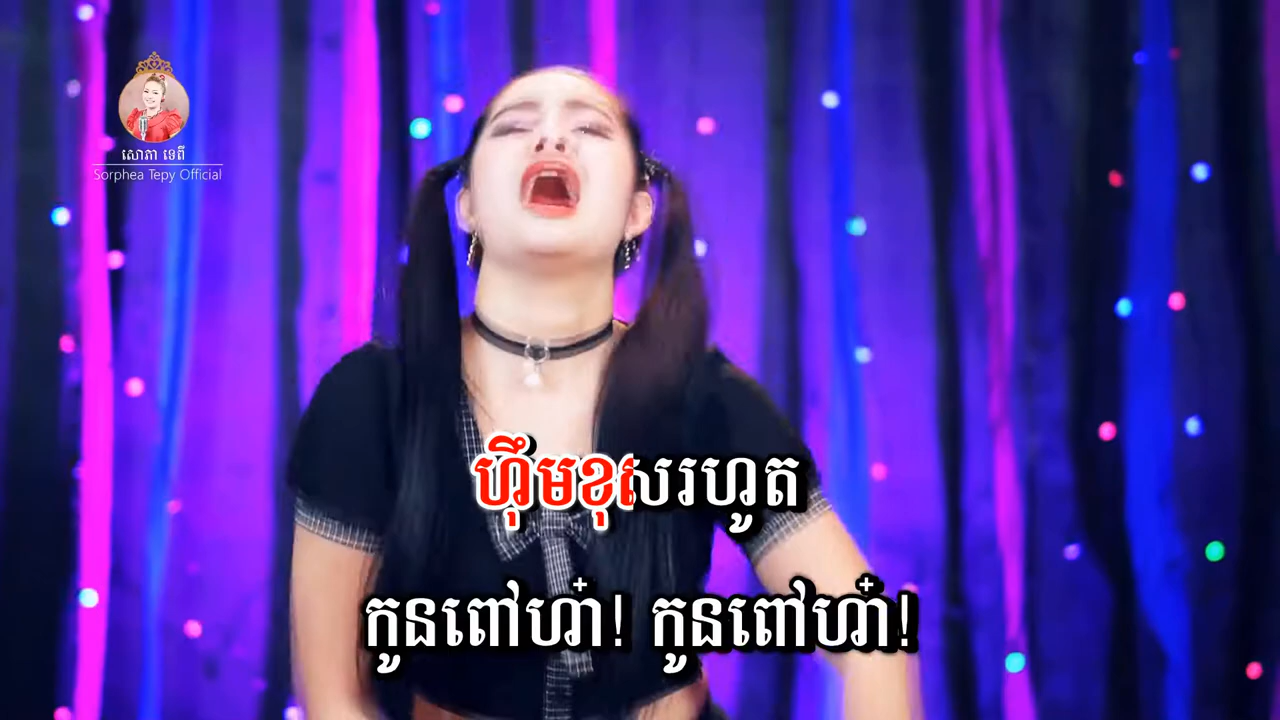 សោភា ទេពី
Sorphea Tepy Official
ហ៊ឹមខុសរហូត
កូនពៅហា៎! កូនពៅហា៎!